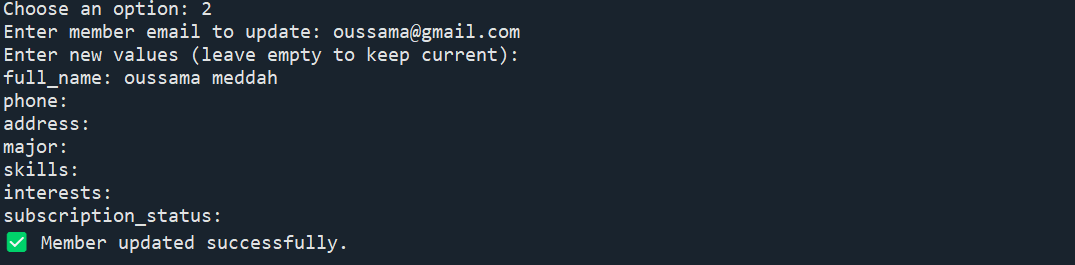 Choose an option: 2
Enter member email to update: oussama@gmail.com
Enter new values (leave empty to keep current):
full_name: oussama meddah
phone:
address:
major:
skills:
interests:
subscription_status:
✅ Member updated successfully.